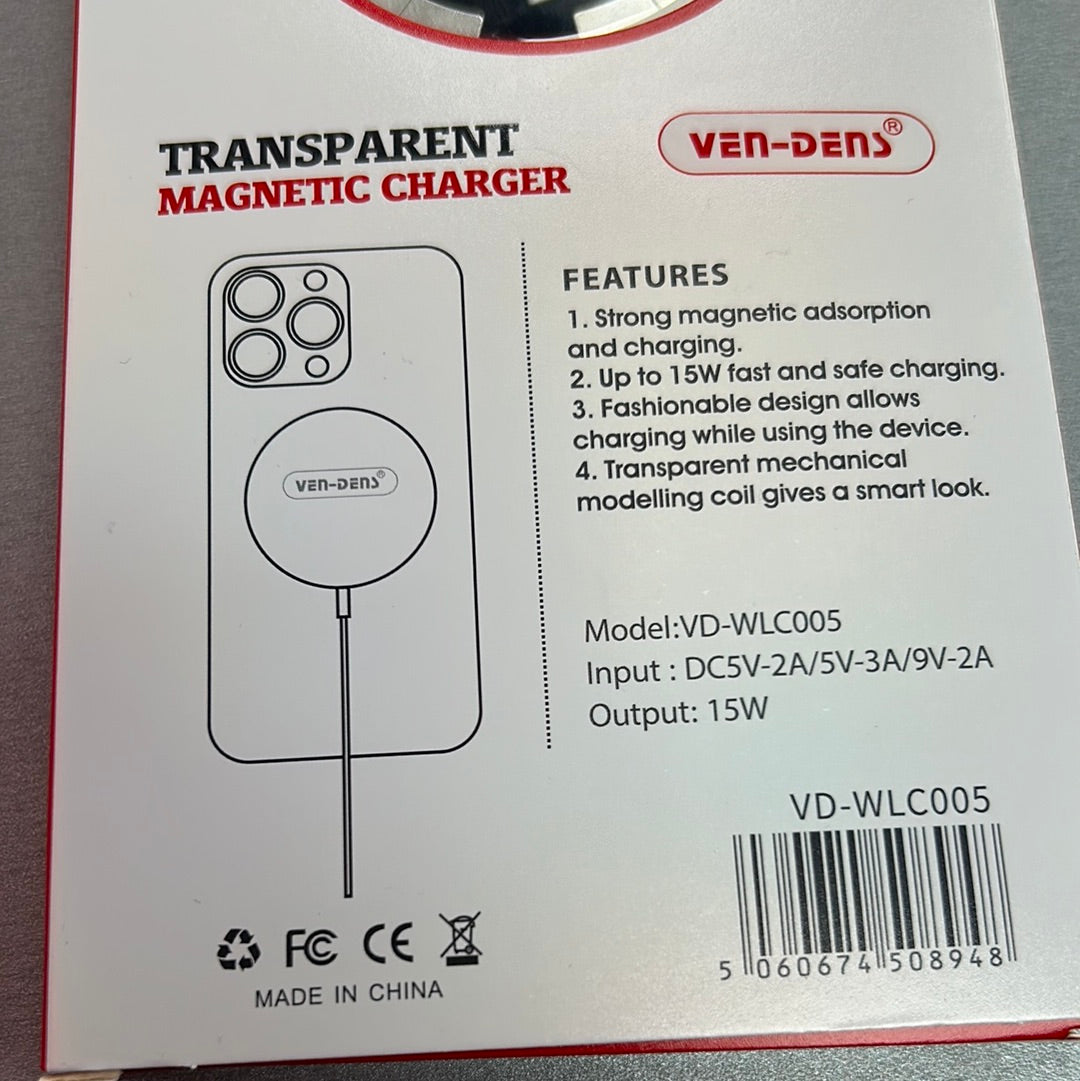 TRANSPARENT
MAGNETIC CHARGER
VEN-DENS®
VEN-DENS®
FEATURES
1. Strong magnetic adsorption
and charging.
2. Up to 15W fast and safe charging.
3. Fashionable design allows
charging while using the device.
4. Transparent mechanical
modelling coil gives a smart look.
Model:VD-WLC005
Input : DC5V-2A/5V-3A/9V-2A
Output: 15W
VD-WLC005
5 060674 508948
FC CE
MADE IN CHINA